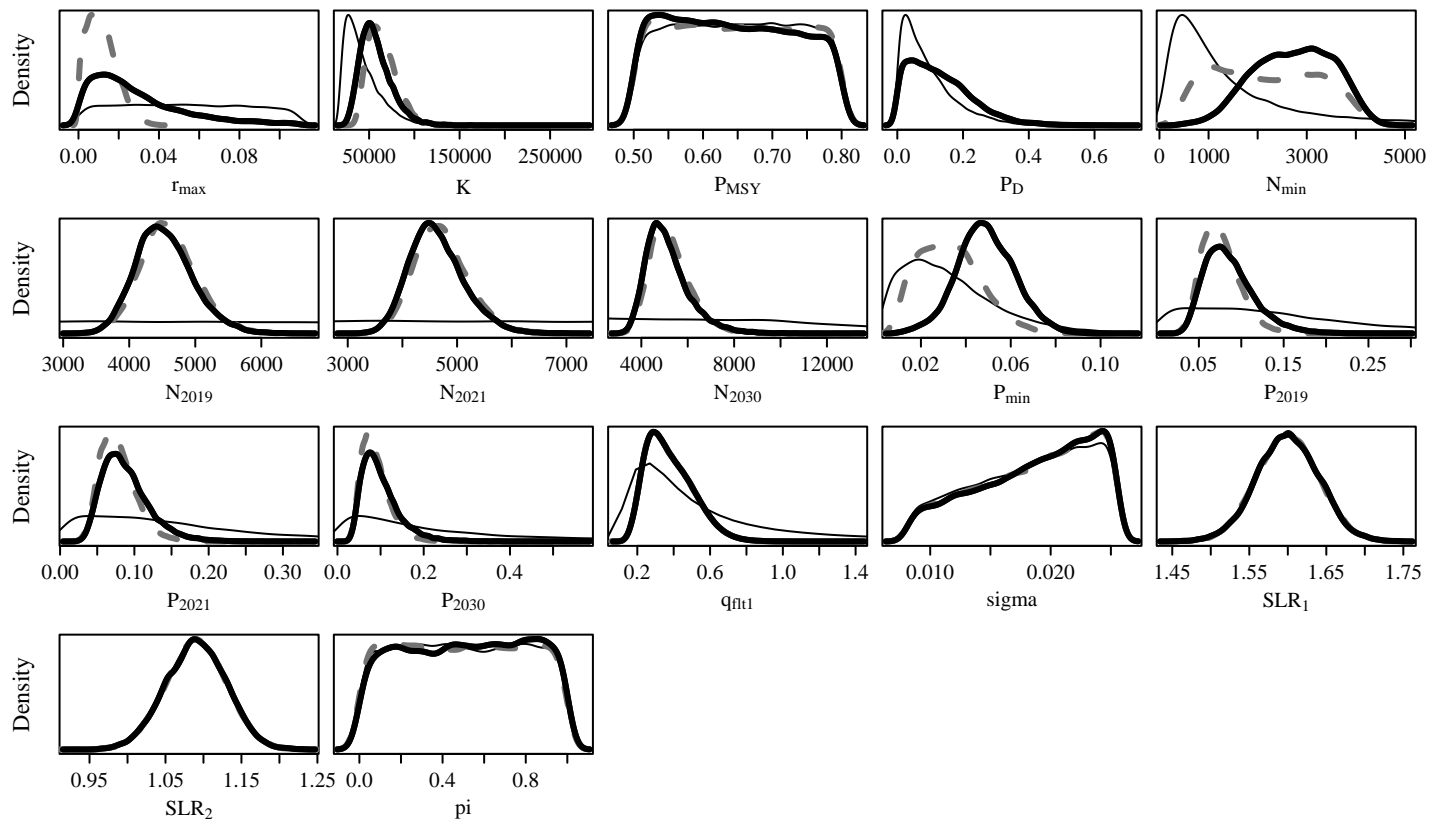 Density
0.00 0.04 0.08
r_max
50000 150000 250000
K
0.50 0.60 0.70 0.80
P_MSY
0.0 0.2 0.4 0.6
P_D
0 1000 3000 5000
N_min
Density
3000 4000 5000 6000
N_2019
3000 5000 7000
N_2021
4000 8000 12000
N_2030
0.02 0.06 0.10
P_min
0.05 0.15 0.25
P_2019
Density
0.00 0.10 0.20 0.30
P_2021
0.0 0.2 0.4
P_2030
0.2 0.6 1.0 1.4
q_flt1
0.010 0.020
sigma
1.45 1.55 1.65 1.75
SLR_1
Density
0.95 1.05 1.15 1.25
SLR_2
0.0 0.4 0.8
pi